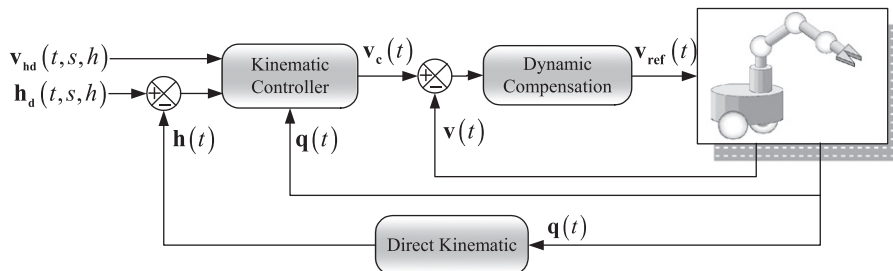 v_hd (t,s,h)
h_d (t,s,h)
+
−
h(t)
Kinematic
Controller
q(t)
v_c (t)
+
−
v(t)
Dynamic
Compensation
v_ref (t)
q(t)
Direct Kinematic